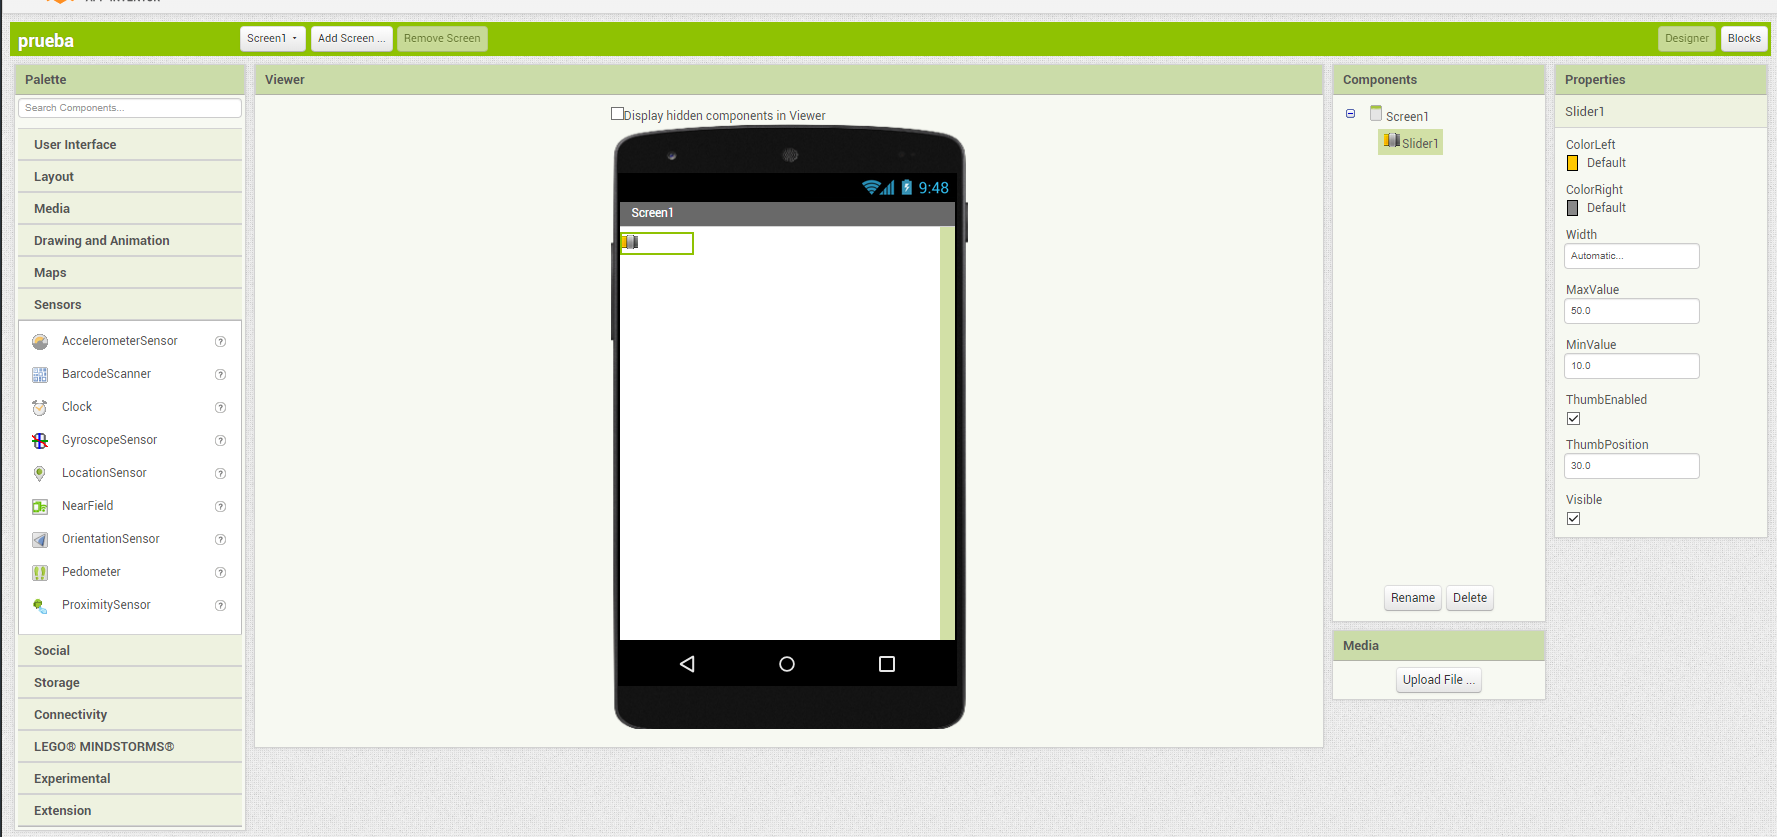 prueba
Screen1
Add Screen ...
Remove Screen
Designer
Blocks
Palette
Search Components...
User Interface
Layout
Media
Drawing and Animation
Maps
Sensors
AccelerometerSensor
BarcodeScanner
Clock
GyroscopeSensor
LocationSensor
NearField
OrientationSensor
Pedometer
ProximitySensor
Social
Storage
Connectivity
LEGO® MINDSTORMS®
Experimental
Extension
Viewer
Display hidden components in Viewer
9:48
Screen1
Components
Screen1
Slider1
Rename
Delete
Media
Upload File ...
Properties
Slider1
ColorLeft
Default
ColorRight
Default
Width
Automatic...
MaxValue
50.0
MinValue
10.0
ThumbEnabled
ThumbPosition
30.0
Visible